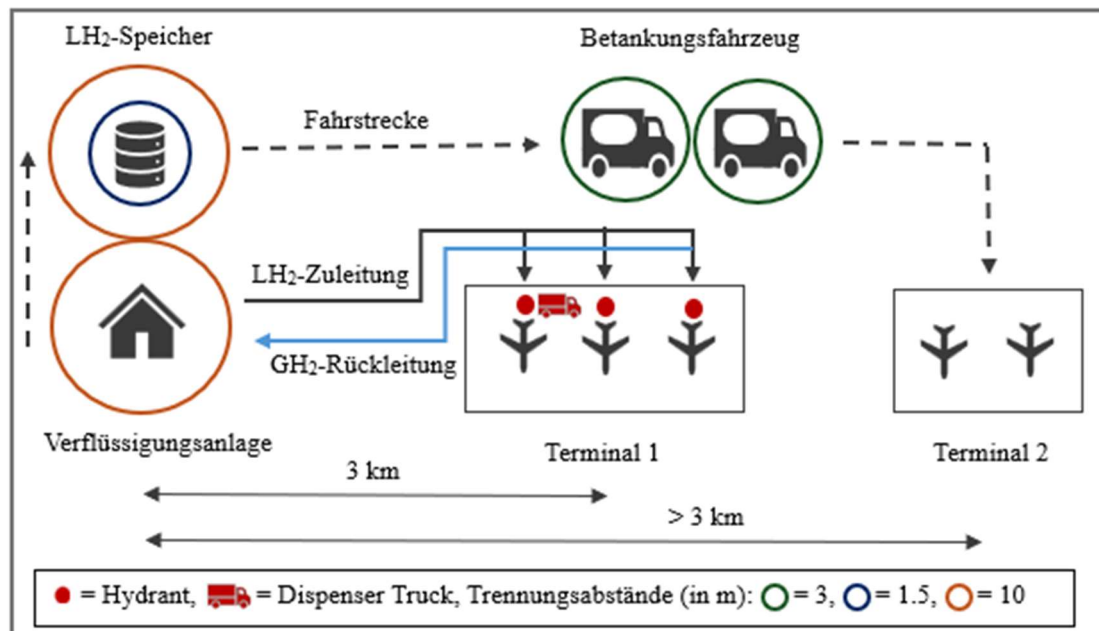 LH₂-Speicher
Betankungsfahrzeug
Fahrstrecke
LH₂-Zuleitung
GH₂-Rückleitung
Verflüssigungsanlage
Terminal 1
Terminal 2
3 km
> 3 km
= Hydrant, = Dispenser Truck, Trennungsabstände (in m): = 3, = 1.5, = 10